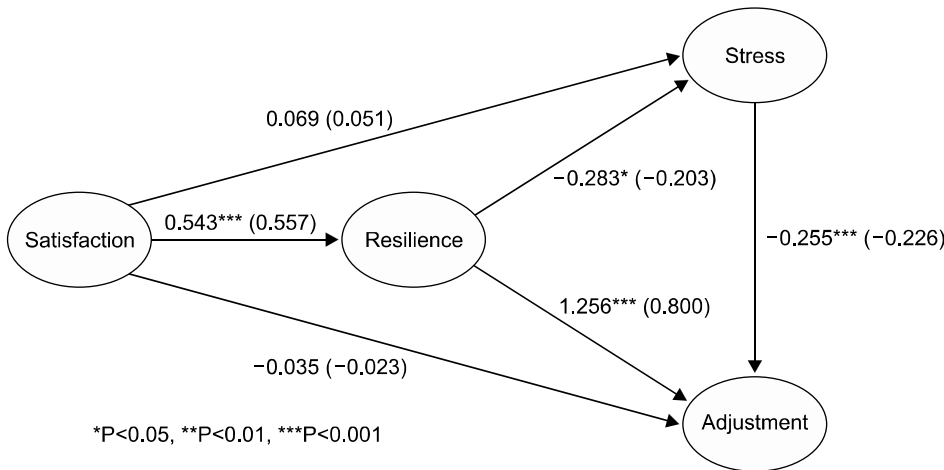 Stress
0.069 (0.051)
−0.283* (−0.203)
0.543*** (0.557)
Satisfaction
Resilience
−0.255*** (−0.226)
1.256*** (0.800)
−0.035 (−0.023)
Adjustment
*P<0.05, **P<0.01, ***P<0.001